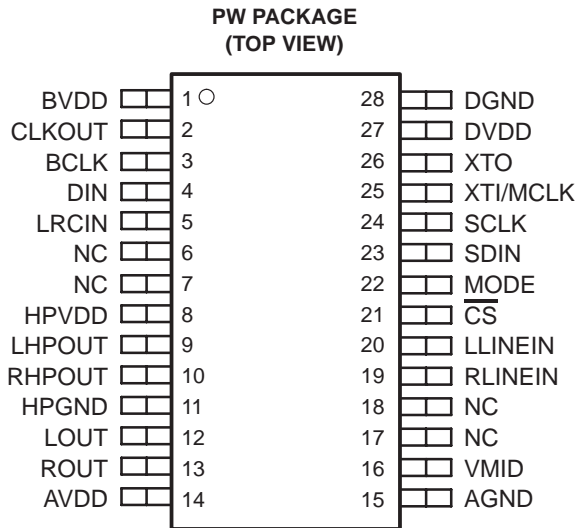 PW PACKAGE
(TOP VIEW)
BVDD 1 28 DGND
CLKOUT 2 27 DVDD
BCLK 3 26 XTO
DIN 4 25 XTI/MCLK
LRCIN 5 24 SCLK
NC 6 23 SDIN
NC 7 22 MODE
HPVDD 8 21 C̅S̅
LHPOUT 9 20 LLINEIN
RHPOUT 10 19 RLINEIN
HPGND 11 18 NC
LOUT 12 17 NC
ROUT 13 16 VMID
AVDD 14 15 AGND